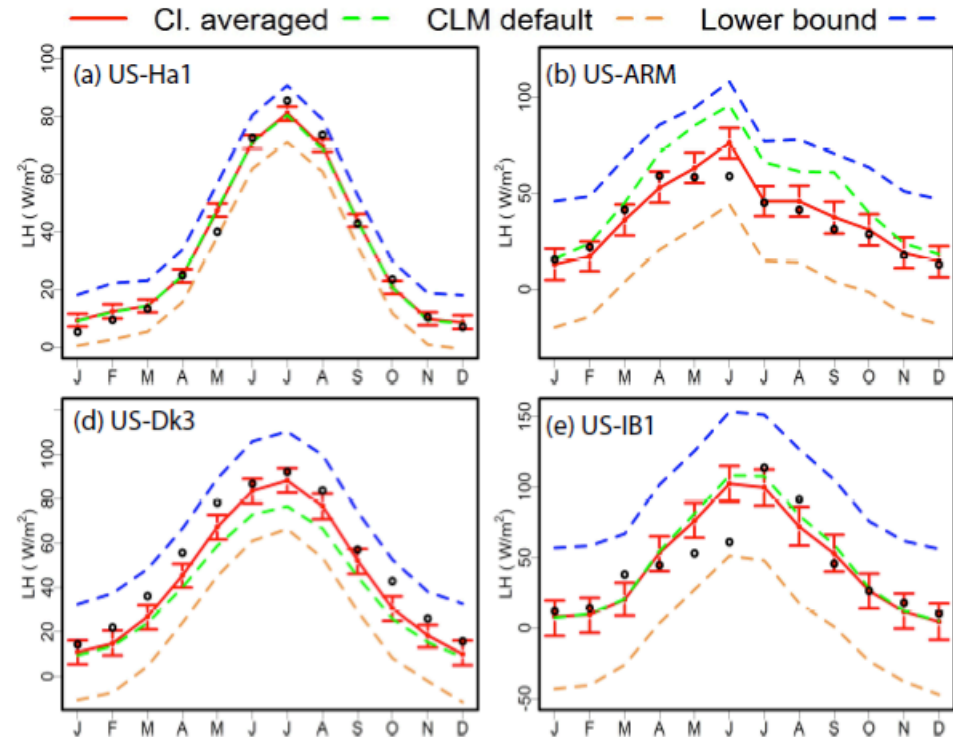 Cl. averaged CLM default Lower bound
(a) US-Ha1
LH ( W/m²)
0 20 40 60 80 100
J F M A M J J A S O N D
(b) US-ARM
LH ( W/m²)
0 50 100
J F M A M J J A S O N D
(d) US-Dk3
LH ( W/m²)
0 20 40 60 80 100
J F M A M J J A S O N D
(e) US-IB1
LH ( W/m²)
-50 0 50 100 150
J F M A M J J A S O N D